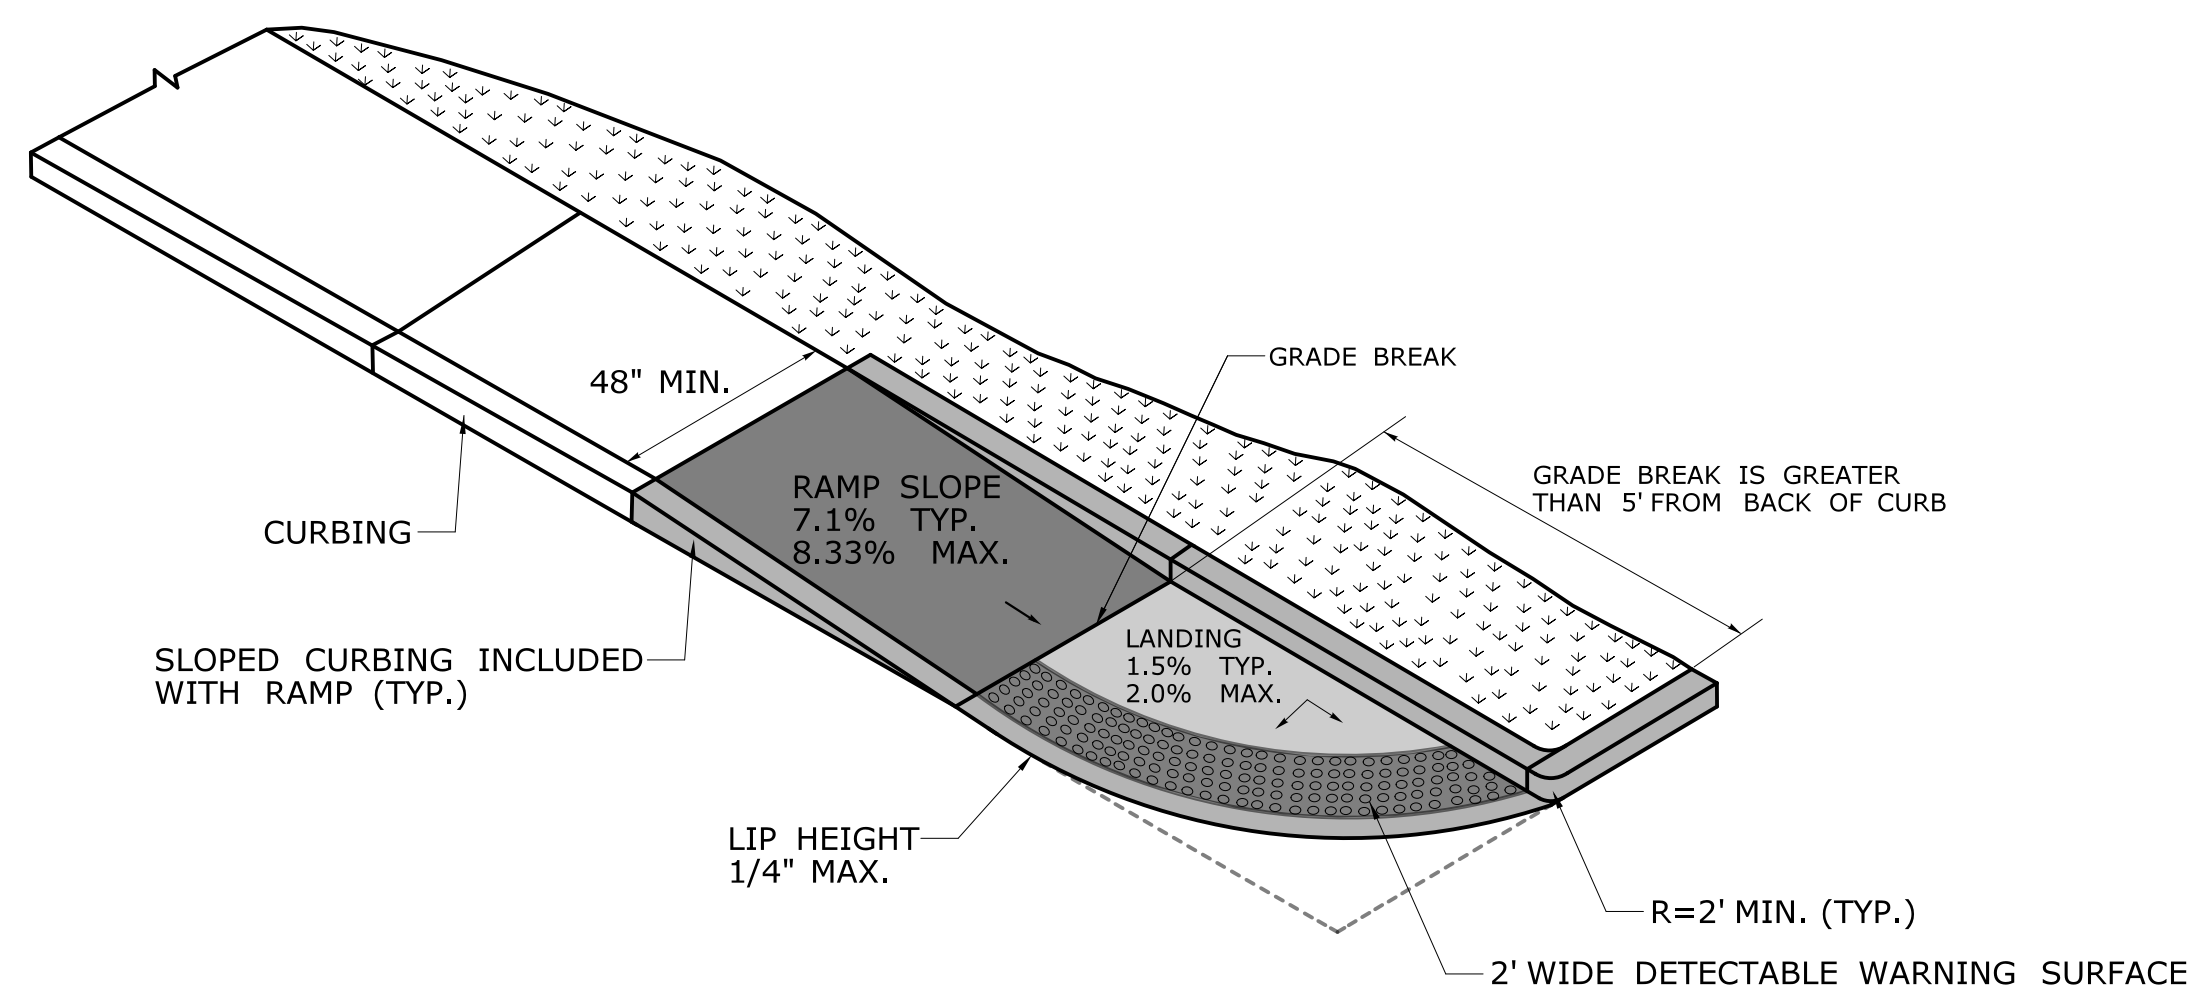 GRADE BREAK
48" MIN.
GRADE BREAK IS GREATER
THAN 5' FROM BACK OF CURB
RAMP SLOPE
7.1% TYP.
8.33% MAX.
CURBING
LANDING
1.5% TYP.
2.0% MAX.
SLOPED CURBING INCLUDED
WITH RAMP (TYP.)
LIP HEIGHT
1/4" MAX.
R=2' MIN. (TYP.)
2' WIDE DETECTABLE WARNING SURFACE